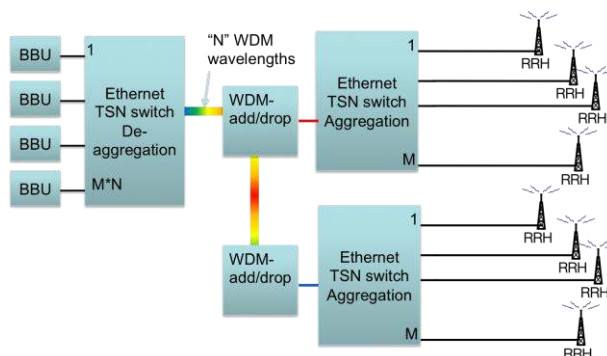 BBU
BBU
BBU
BBU
1
Ethernet
TSN switch
De-
aggregation
M*N
“N” WDM
wavelengths
WDM-
add/drop
1
Ethernet
TSN switch
Aggregation
M
RRH
RRH
RRH
RRH
WDM-
add/drop
1
Ethernet
TSN switch
Aggregation
M
RRH
RRH
RRH
RRH